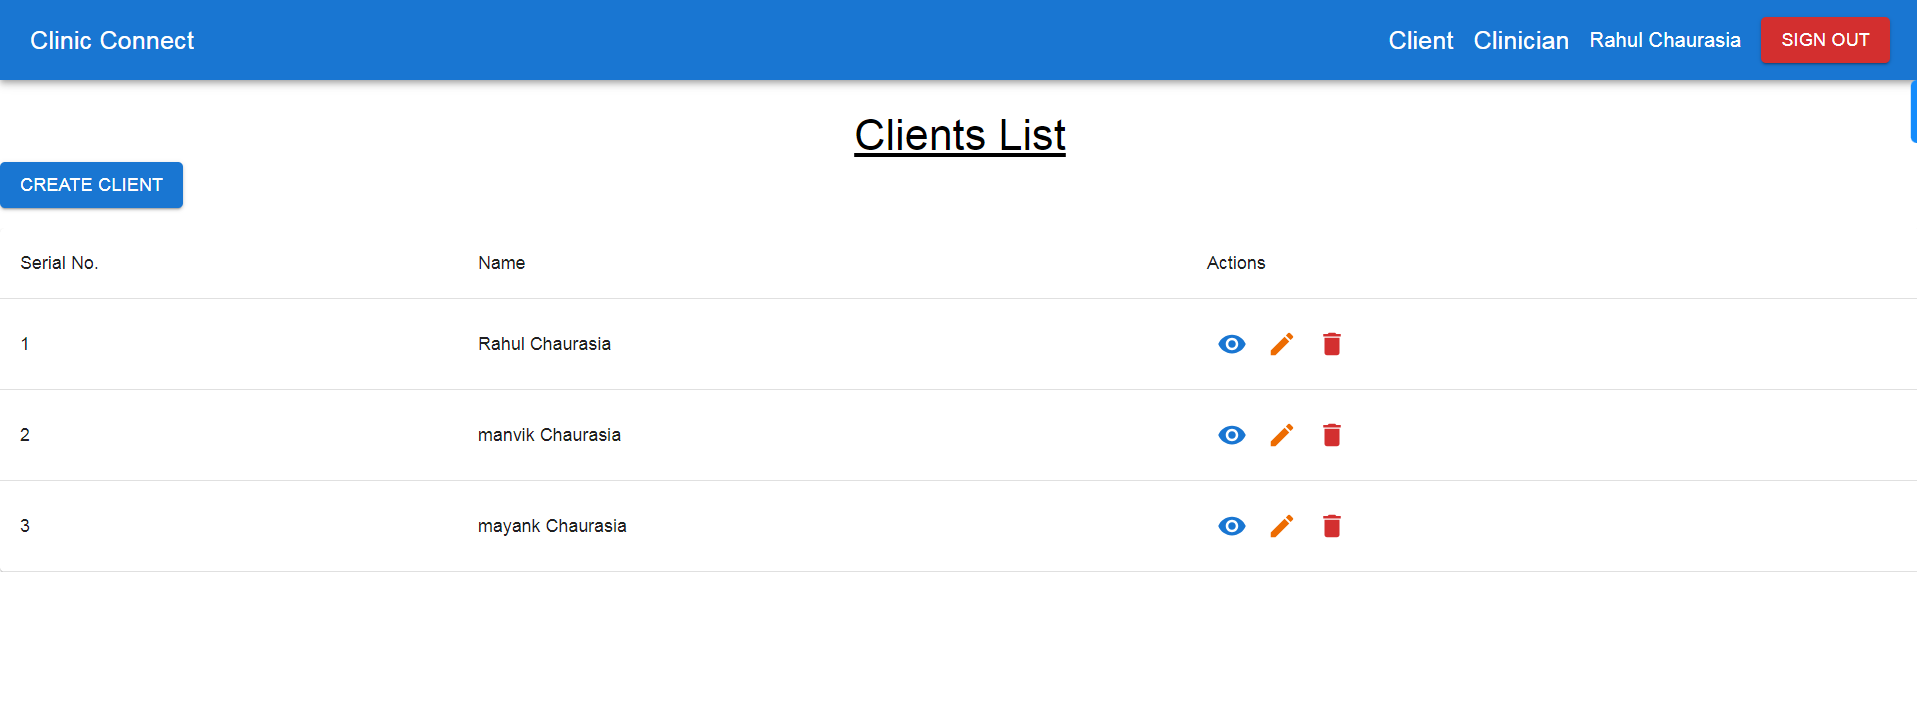 Clinic Connect Client Clinician Rahul Chaurasia SIGN OUT
Clients List
CREATE CLIENT
Serial No. Name Actions
1 Rahul Chaurasia
2 manvik Chaurasia
3 mayank Chaurasia